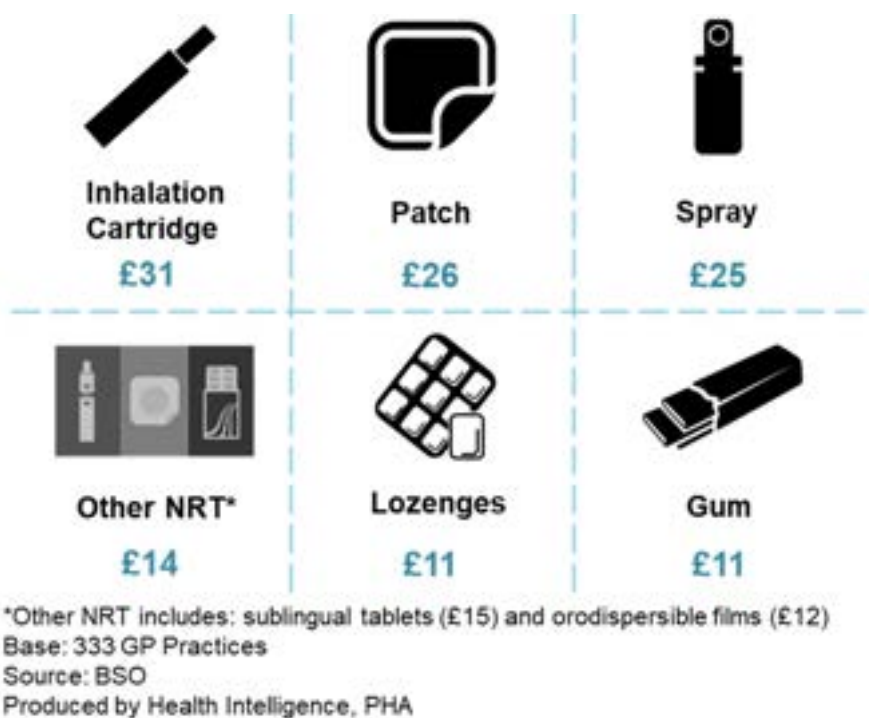 Inhalation
Cartridge
£31
Patch
£26
Spray
£25
Other NRT*
£14
Lozenges
£11
Gum
£11
*Other NRT includes: sublingual tablets (£15) and orodispersible films (£12)
Base: 333 GP Practices
Source: BSO
Produced by Health Intelligence, PHA